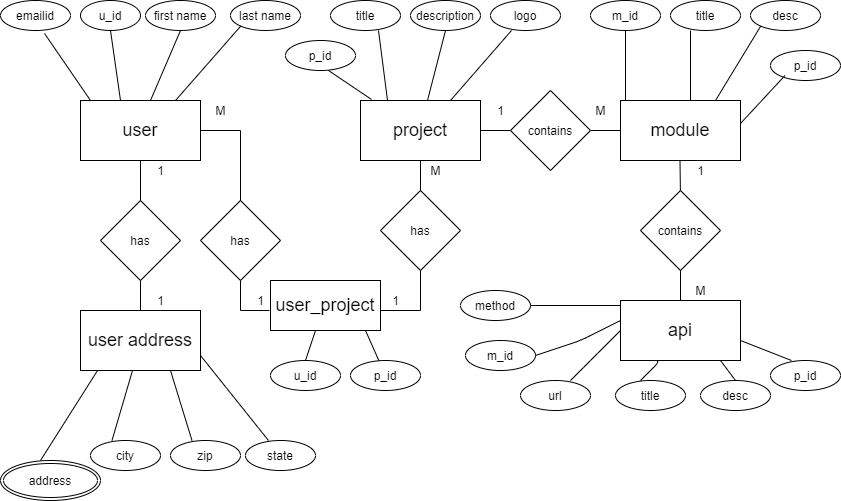 emailid
u_id
first name
last name
title
description
logo
m_id
title
desc
p_id
p_id
user
M
project
1
contains
M
module
1
M
1
has
has
has
contains
1
1
user_project
1
M
user address
method
api
m_id
u_id
p_id
p_id
url
title
desc
address
city
zip
state